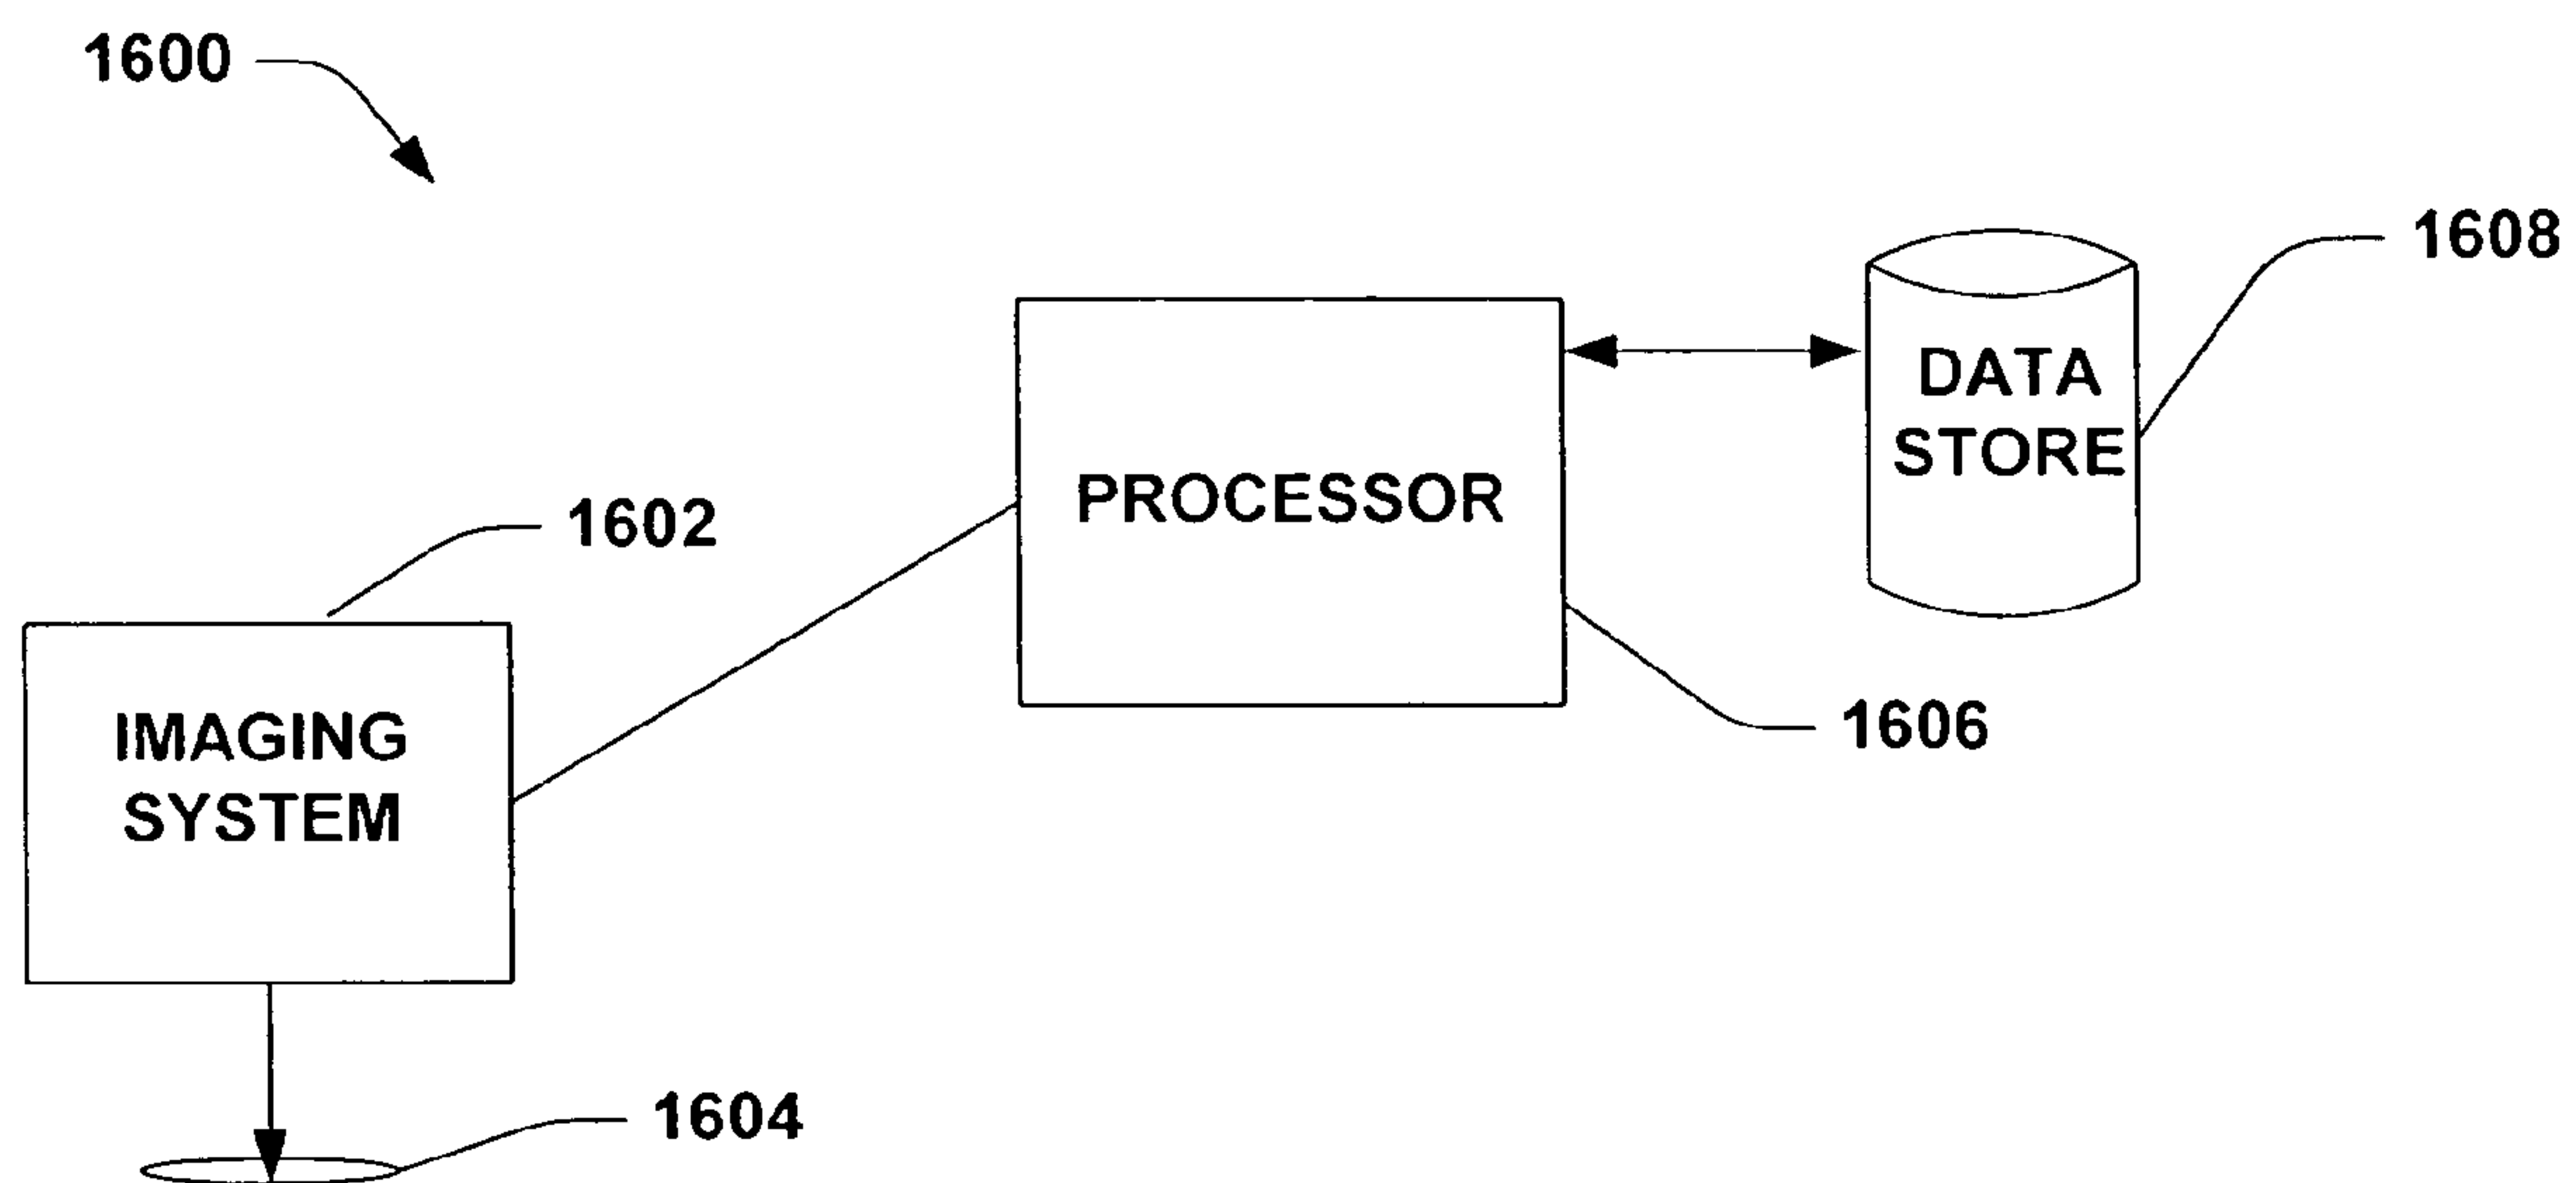 1600
1608
DATA
STORE
PROCESSOR
1602
1606
IMAGING
SYSTEM
1604